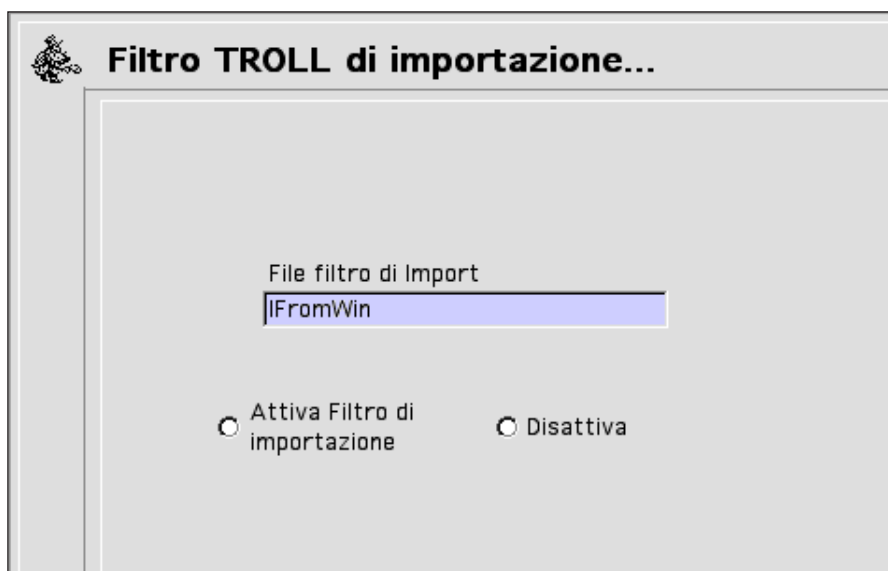 Filtro TROLL di importazione...
File filtro di Import
IFromWin
Attiva Filtro di
importazione
Disattiva